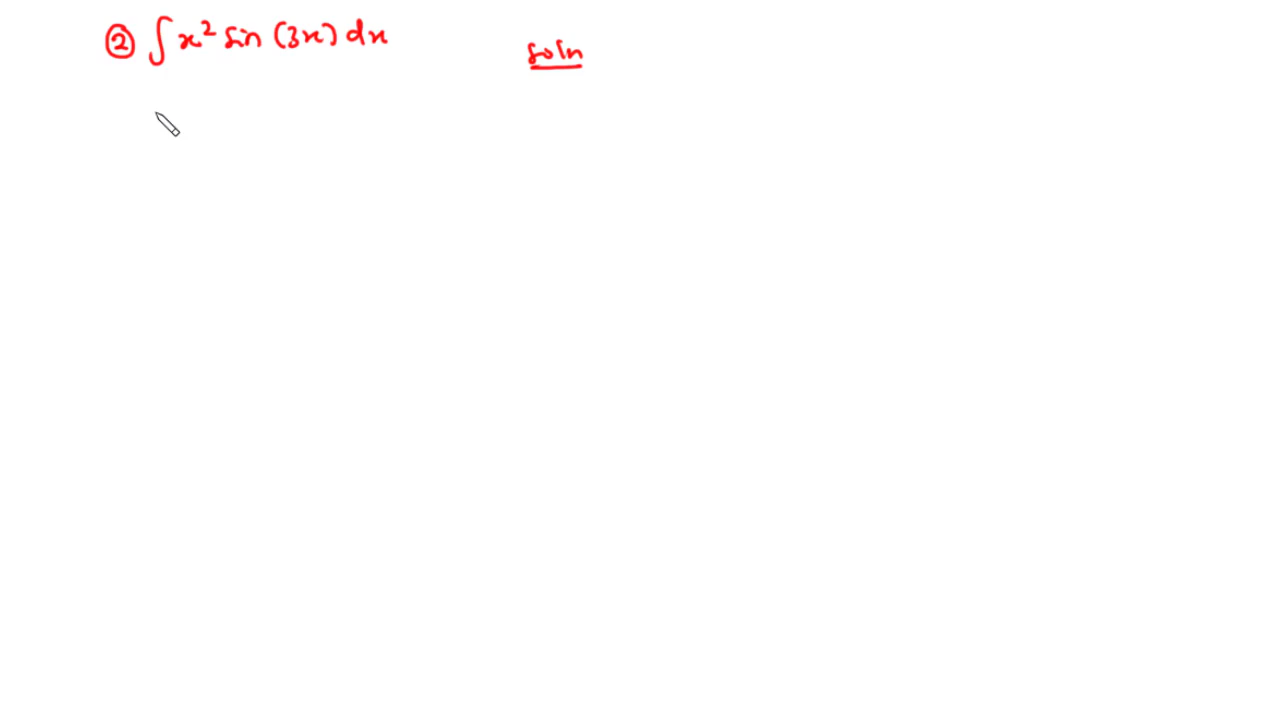 ② ∫ x² sin (3x) dx
soln